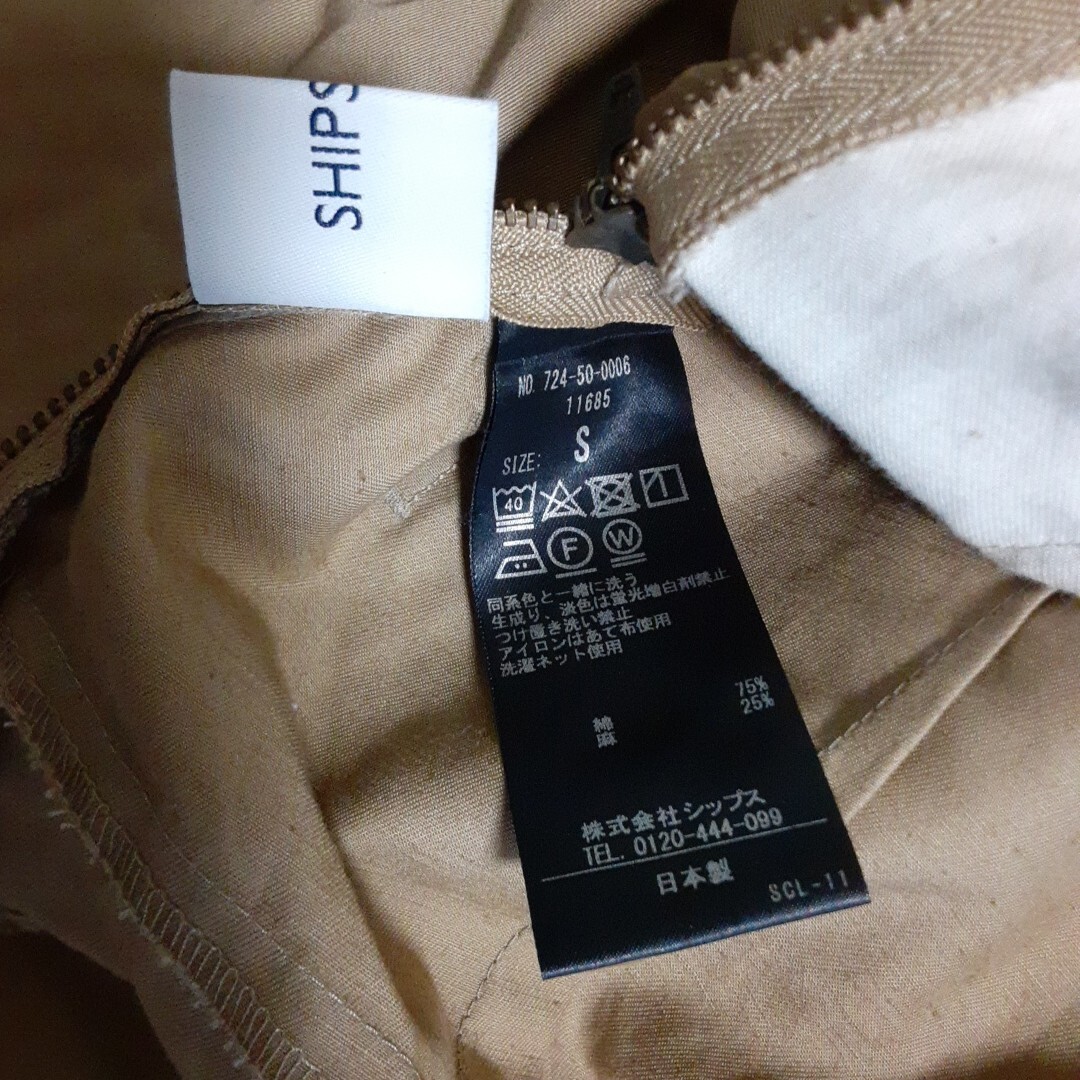 SHIPS
NO. 724-50-0006
11685
SIZE: S
40
F W
同系色と一緒に洗う
生成り、淡色は蛍光増白剤禁止
つけ置き洗い禁止
アイロンはあて布使用
洗濯ネット使用
綿 75%
麻 25%
株式会社シップス
TEL. 0120-444-099
日本製
SCL-11